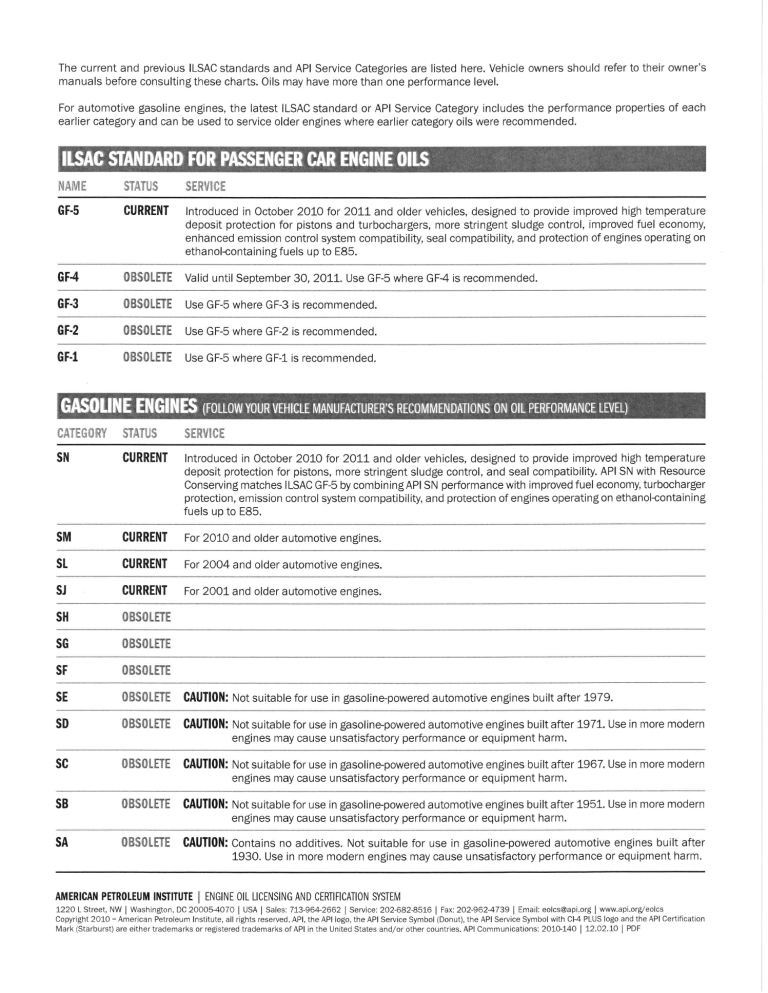 The current and previous ILSAC standards and API Service Categories are listed here. Vehicle owners should refer to their owner's
manuals before consulting these charts. Oils may have more than one performance level.
For automotive gasoline engines, the latest ILSAC standard or API Service Category includes the performance properties of each
earlier category and can be used to service older engines where earlier category oils were recommended.
ILSAC STANDARD FOR PASSENGER CAR ENGINE OILS
NAME STATUS SERVICE
GF-5 CURRENT Introduced in October 2010 for 2011 and older vehicles, designed to provide improved high temperature
deposit protection for pistons and turbochargers, more stringent sludge control, improved fuel economy,
enhanced emission control system compatibility, seal compatibility, and protection of engines operating on
ethanol-containing fuels up to E85.
GF-4 OBSOLETE Valid until September 30, 2011. Use GF-5 where GF-4 is recommended.
GF-3 OBSOLETE Use GF-5 where GF-3 is recommended.
GF-2 OBSOLETE Use GF-5 where GF-2 is recommended.
GF-1 OBSOLETE Use GF-5 where GF-1 is recommended.
GASOLINE ENGINES (FOLLOW YOUR VEHICLE MANUFACTURER'S RECOMMENDATIONS ON OIL PERFORMANCE LEVEL)
CATEGORY STATUS SERVICE
SN CURRENT Introduced in October 2010 for 2011 and older vehicles, designed to provide improved high temperature
deposit protection for pistons, more stringent sludge control, and seal compatibility. API SN with Resource
Conserving matches ILSAC GF-5 by combining API SN performance with improved fuel economy, turbocharger
protection, emission control system compatibility, and protection of engines operating on ethanol-containing
fuels up to E85.
SM CURRENT For 2010 and older automotive engines.
SL CURRENT For 2004 and older automotive engines.
SJ CURRENT For 2001 and older automotive engines.
SH OBSOLETE
SG OBSOLETE
SF OBSOLETE
SE OBSOLETE CAUTION: Not suitable for use in gasoline-powered automotive engines built after 1979.
SD OBSOLETE CAUTION: Not suitable for use in gasoline-powered automotive engines built after 1971. Use in more modern
engines may cause unsatisfactory performance or equipment harm.
SC OBSOLETE CAUTION: Not suitable for use in gasoline-powered automotive engines built after 1967. Use in more modern
engines may cause unsatisfactory performance or equipment harm.
SB OBSOLETE CAUTION: Not suitable for use in gasoline-powered automotive engines built after 1951. Use in more modern
engines may cause unsatisfactory performance or equipment harm.
SA OBSOLETE CAUTION: Contains no additives. Not suitable for use in gasoline-powered automotive engines built after
1930. Use in more modern engines may cause unsatisfactory performance or equipment harm.
AMERICAN PETROLEUM INSTITUTE | ENGINE OIL LICENSING AND CERTIFICATION SYSTEM
1220 L Street, NW | Washington, DC 20005-4070 | USA | Sales: 713-964-2662 | Service: 202-682-8516 | Fax: 202-962-4739 | Email: eolcs@api.org | www.api.org/eolcs
Copyright 2010 – American Petroleum Institute, all rights reserved. API, the API logo, the API Service Symbol (Donut), the API Service Symbol with CI-4 PLUS logo and the API Certification
Mark (Starburst) are either trademarks or registered trademarks of API in the United States and/or other countries. API Communications: 2010-140 | 12.02.10 | PDF